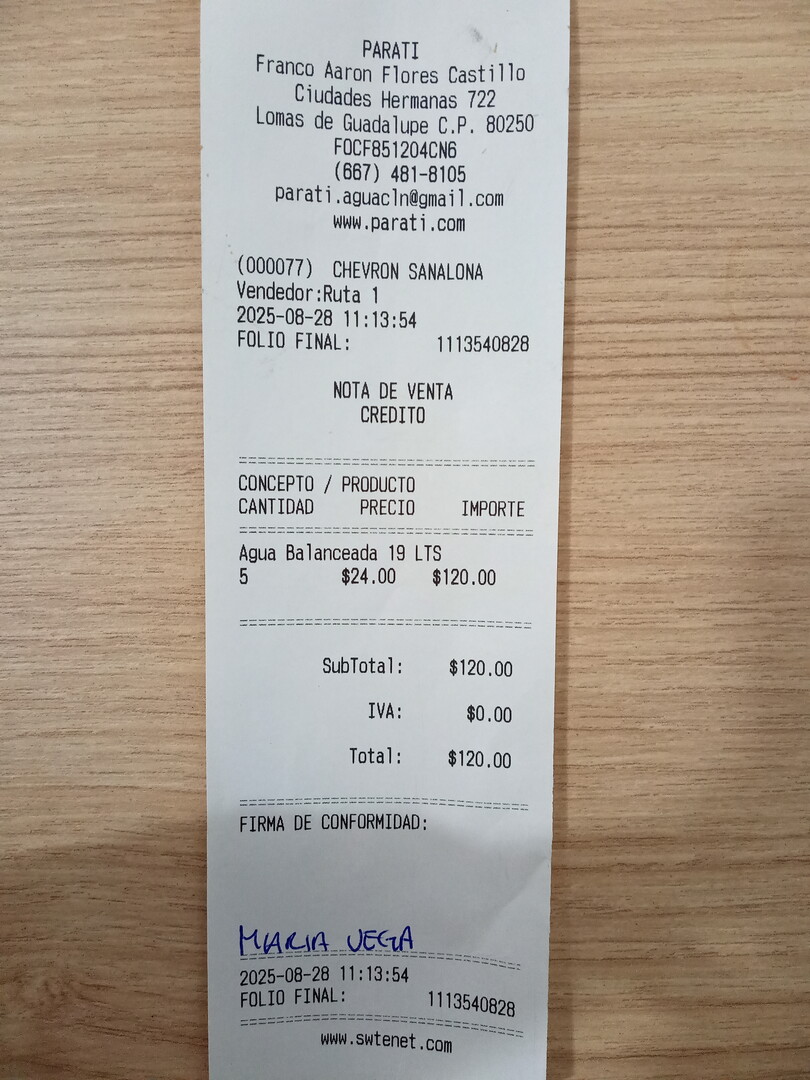 PARATI
Franco Aaron Flores Castillo
Ciudades Hermanas 722
Lomas de Guadalupe C.P. 80250
FOCF851204CN6
(667) 481-8105
parati.aguacln@gmail.com
www.parati.com
(000077) CHEVRON SANALONA
Vendedor:Ruta 1
2025-08-28 11:13:54
FOLIO FINAL: 1113540828
NOTA DE VENTA
CREDITO
CONCEPTO / PRODUCTO
CANTIDAD PRECIO IMPORTE
Agua Balanceada 19 LTS
5 $24.00 $120.00
SubTotal: $120.00
IVA: $0.00
Total: $120.00
FIRMA DE CONFORMIDAD:
MARIA VEGA
2025-08-28 11:13:54
FOLIO FINAL: 1113540828
www.swtenet.com